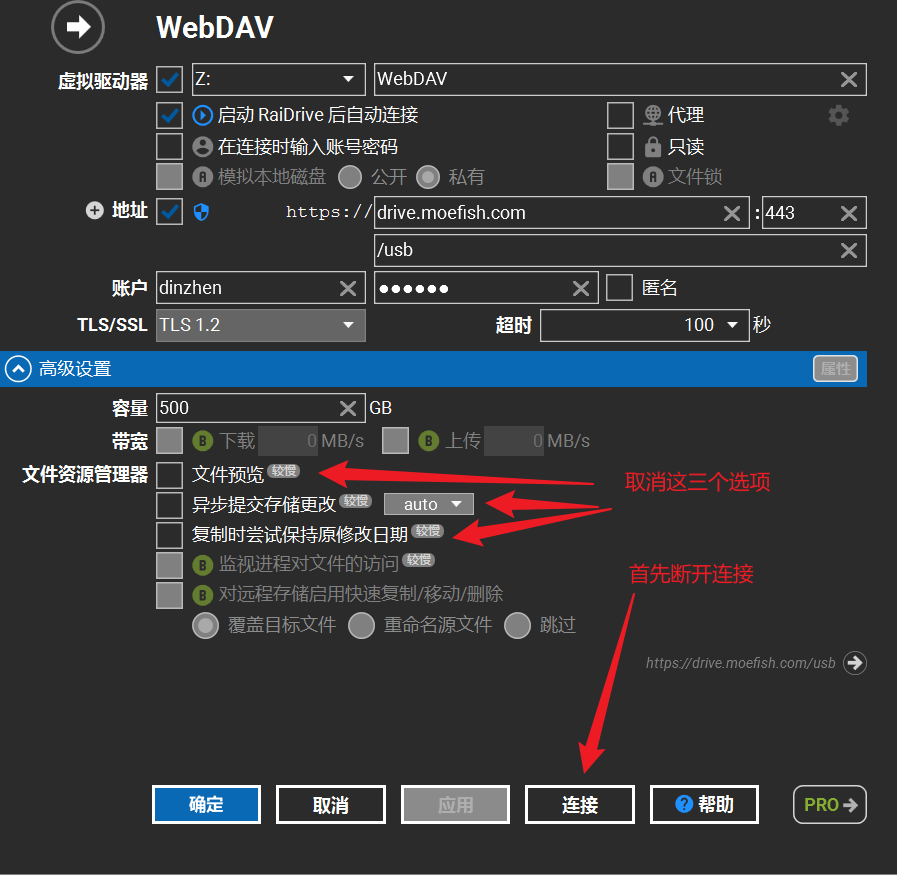 WebDAV
虚拟驱动器 Z: WebDAV
启动 RaiDrive 后自动连接 代理
在连接时输入账号密码 只读
A 模拟本地磁盘 公开 私有 A 文件锁
地址 https:// drive.moefish.com : 443
/usb
账户 dinzhen ●●●●●● 匿名
TLS/SSL TLS 1.2 超时 100 秒
高级设置 属性
容量 500 GB
带宽 B 下载 0 MB/s B 上传 0 MB/s
文件资源管理器 文件预览 较慢 取消这三个选项
异步提交存储更改 较慢 auto
复制时尝试保持原修改日期 较慢
B 监视进程对文件的访问 较慢
首先断开连接
B 对远程存储启用快速复制/移动/删除
覆盖目标文件 重命名源文件 跳过
https://drive.moefish.com/usb
确定 取消 应用 连接 ? 帮助 PRO